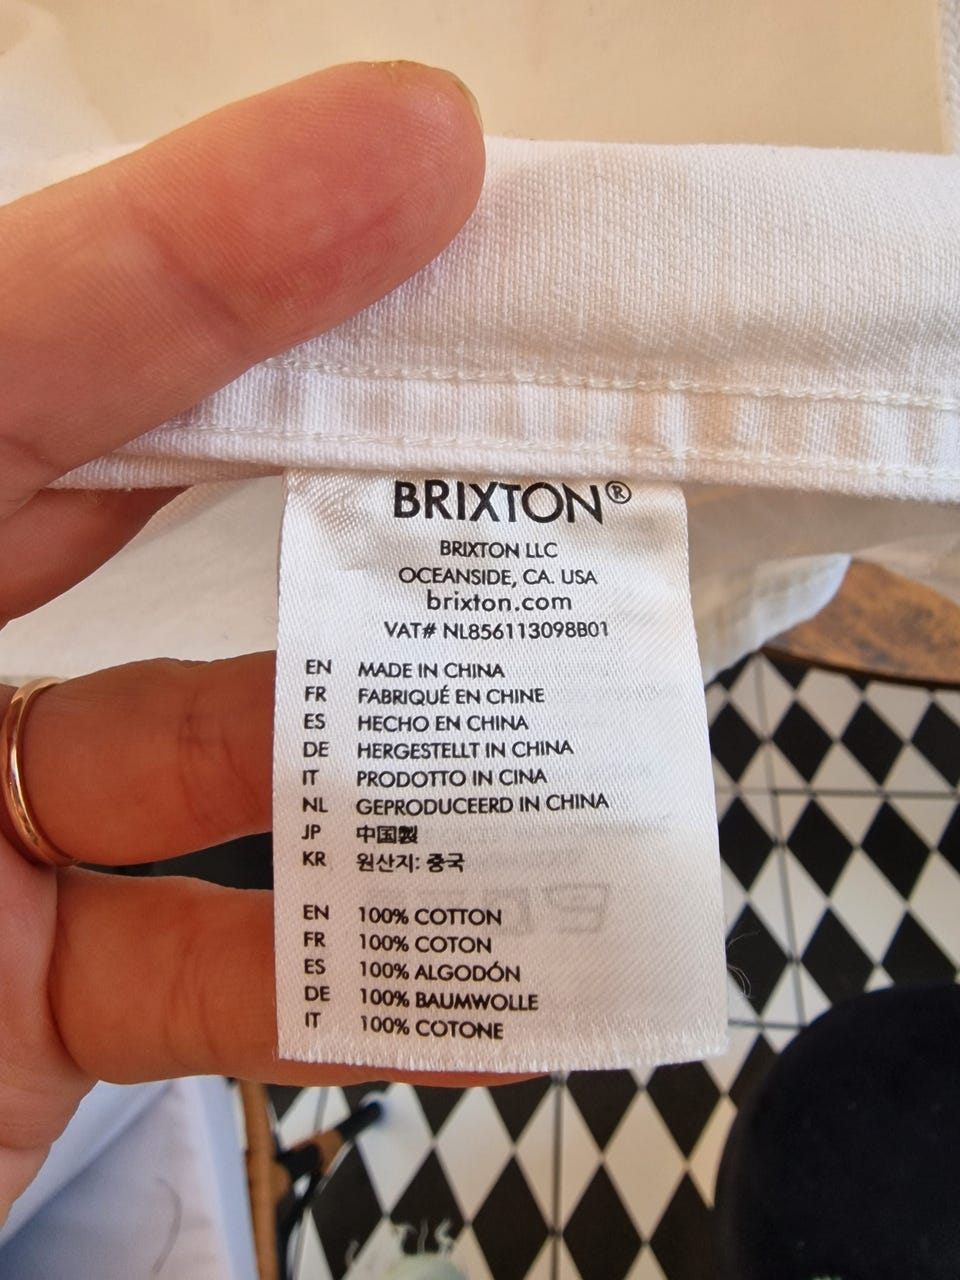 BRIXTON®
BRIXTON LLC
OCEANSIDE, CA. USA
brixton.com
VAT# NL856113098B01
EN MADE IN CHINA
FR FABRIQUÉ EN CHINE
ES HECHO EN CHINA
DE HERGESTELLT IN CHINA
IT PRODOTTO IN CINA
NL GEPRODUCEERD IN CHINA
JP 中国製
KR 원산지: 중국
EN 100% COTTON
FR 100% COTON
ES 100% ALGODÓN
DE 100% BAUMWOLLE
IT 100% COTONE